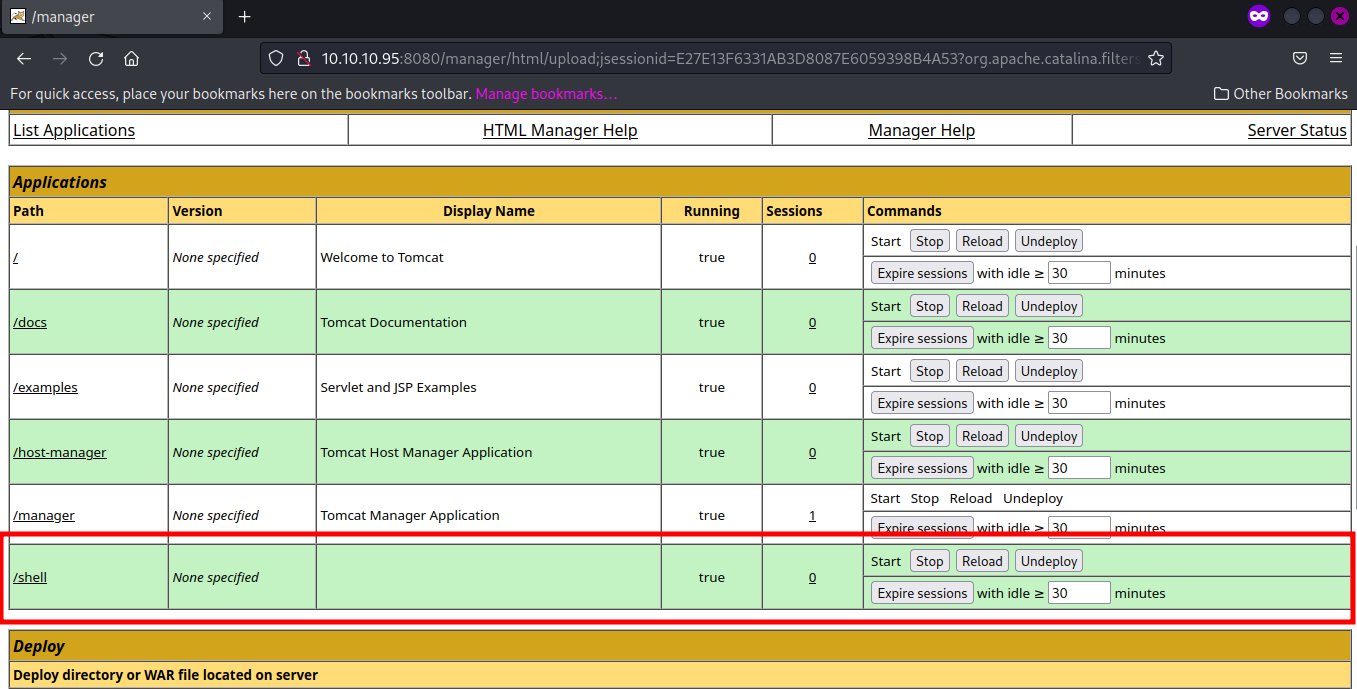 /manager
10.10.10.95:8080/manager/html/upload;jsessionid=E27E13F6331AB3D8087E6059398B4A53?org.apache.catalina.filters
For quick access, place your bookmarks here on the bookmarks toolbar. Manage bookmarks… Other Bookmarks
List Applications HTML Manager Help Manager Help Server Status
Applications
Path Version Display Name Running Sessions Commands
/ None specified Welcome to Tomcat true 0 Start Stop Reload Undeploy
Expire sessions with idle ≥ 30 minutes
/docs None specified Tomcat Documentation true 0 Start Stop Reload Undeploy
Expire sessions with idle ≥ 30 minutes
/examples None specified Servlet and JSP Examples true 0 Start Stop Reload Undeploy
Expire sessions with idle ≥ 30 minutes
/host-manager None specified Tomcat Host Manager Application true 0 Start Stop Reload Undeploy
Expire sessions with idle ≥ 30 minutes
/manager None specified Tomcat Manager Application true 1 Start Stop Reload Undeploy
Expire sessions with idle ≥ 30 minutes
/shell None specified true 0 Start Stop Reload Undeploy
Expire sessions with idle ≥ 30 minutes
Deploy
Deploy directory or WAR file located on server